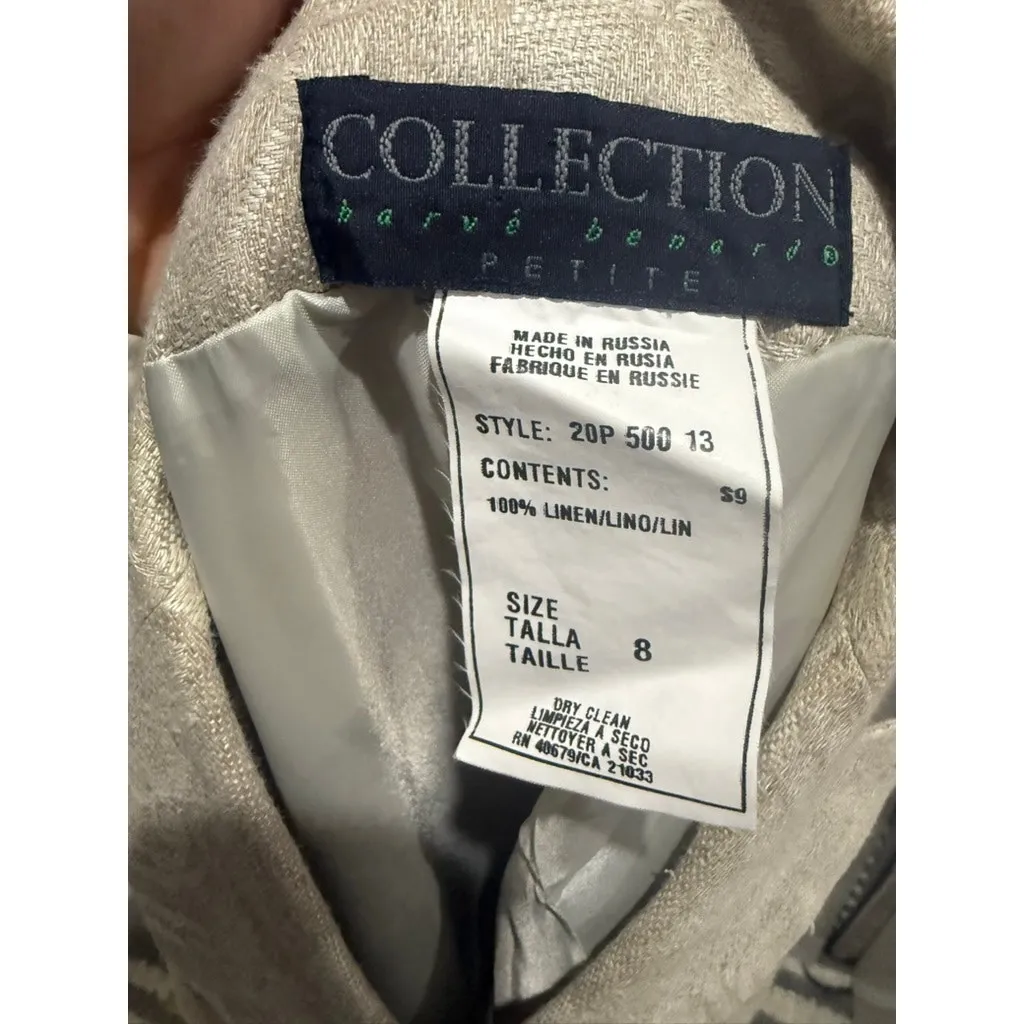 COLLECTION
harvé benard®
PETITE
MADE IN RUSSIA
HECHO EN RUSIA
FABRIQUE EN RUSSIE
STYLE: 20P 500 13
CONTENTS:
S9
100% LINEN/LINO/LIN
SIZE
TALLA 8
TAILLE
DRY CLEAN
LIMPIEZA A SECO
NETTOYER A SEC
RN 40679/CA 21033